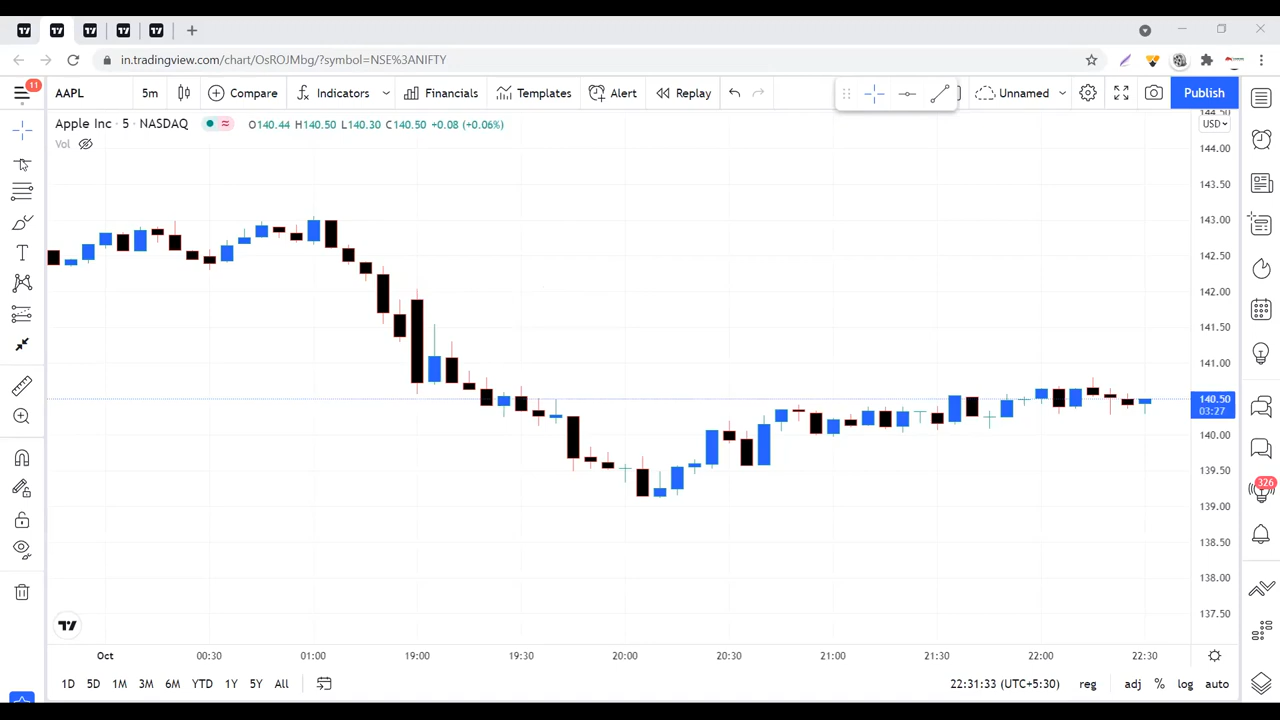 in.tradingview.com/chart/OsROJMbg/?symbol=NSE%3ANIFTY
11
AAPL 5m Compare Indicators Financials Templates Alert Replay Unnamed Publish
Apple Inc · 5 · NASDAQ O140.44 H140.50 L140.30 C140.50 +0.08 (+0.06%)
Vol
144.50
USD
144.00
143.50
143.00
142.50
142.00
141.50
141.00
140.50
03:27
140.00
139.50
139.00
138.50
138.00
137.50
326
Oct 00:30 01:00 19:00 19:30 20:00 20:30 21:00 21:30 22:00 22:30
1D 5D 1M 3M 6M YTD 1Y 5Y All 22:31:33 (UTC+5:30) reg adj % log auto